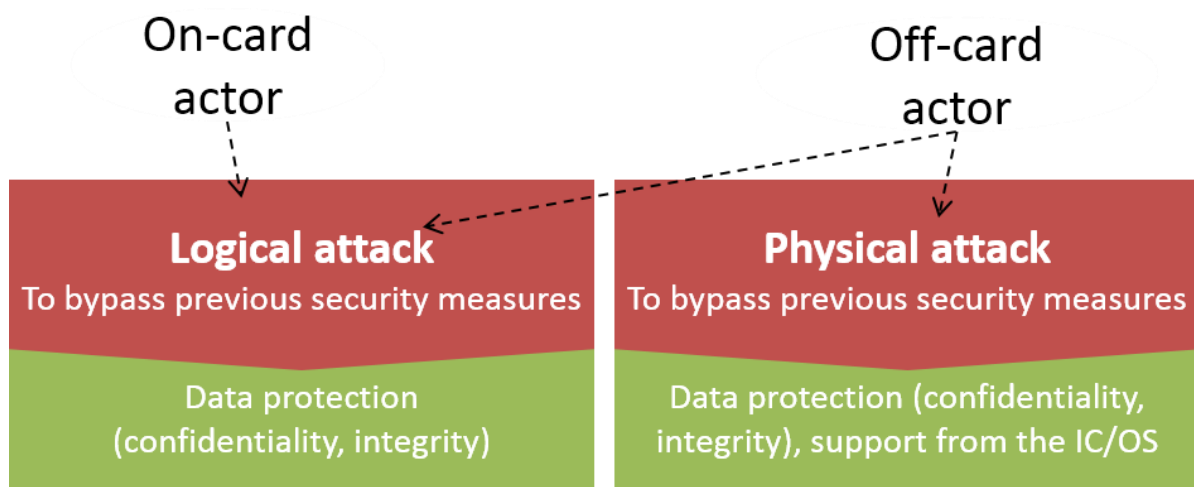 On-card
actor
Off-card
actor
Logical attack
To bypass previous security measures
Data protection
(confidentiality, integrity)
Physical attack
To bypass previous security measures
Data protection (confidentiality,
integrity), support from the IC/OS